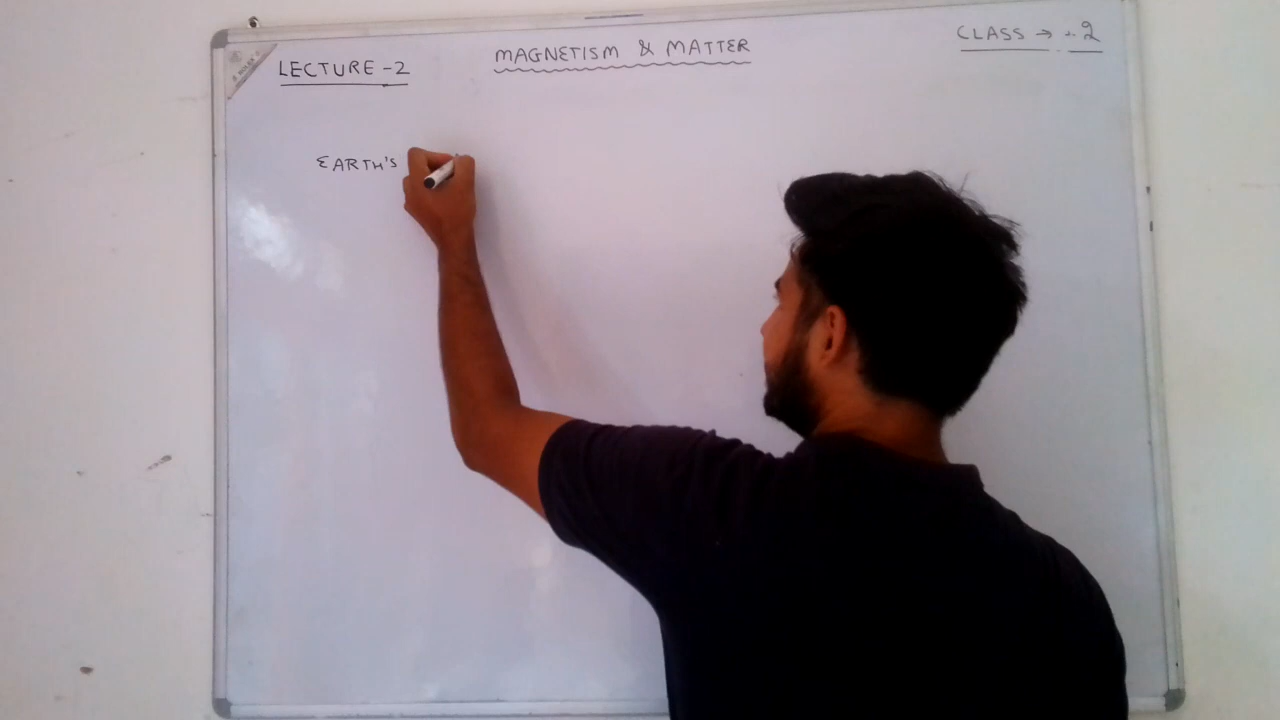 LECTURE-2
MAGNETISM & MATTER
CLASS → +2
EARTH'S